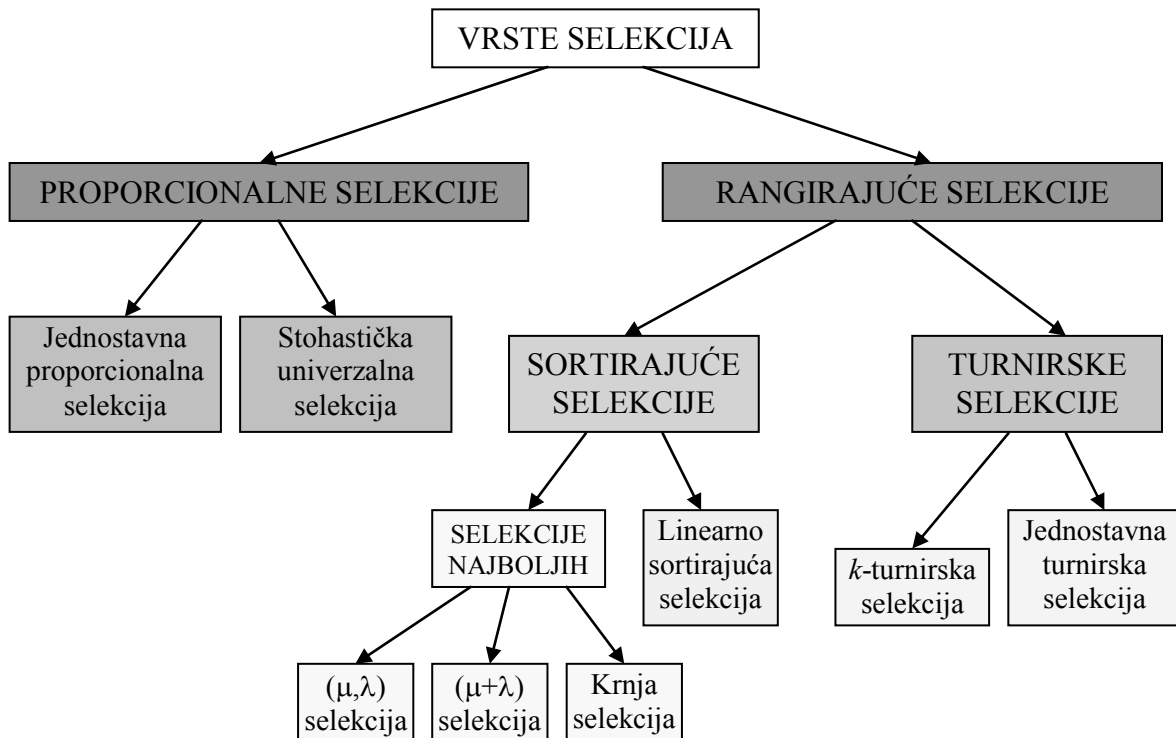 VRSTE SELEKCIJA
PROPORCIONALNE SELEKCIJE
RANGIRAJUĆE SELEKCIJE
Jednostavna
proporcionalna
selekcija
Stohastička
univerzalna
selekcija
SORTIRAJUĆE
SELEKCIJE
TURNIRSKE
SELEKCIJE
SELEKCIJE
NAJBOLJIH
Linearno
sortirajuća
selekcija
k-turnirska
selekcija
Jednostavna
turnirska
selekcija
(μ,λ)
selekcija
(μ+λ)
selekcija
Krnja
selekcija